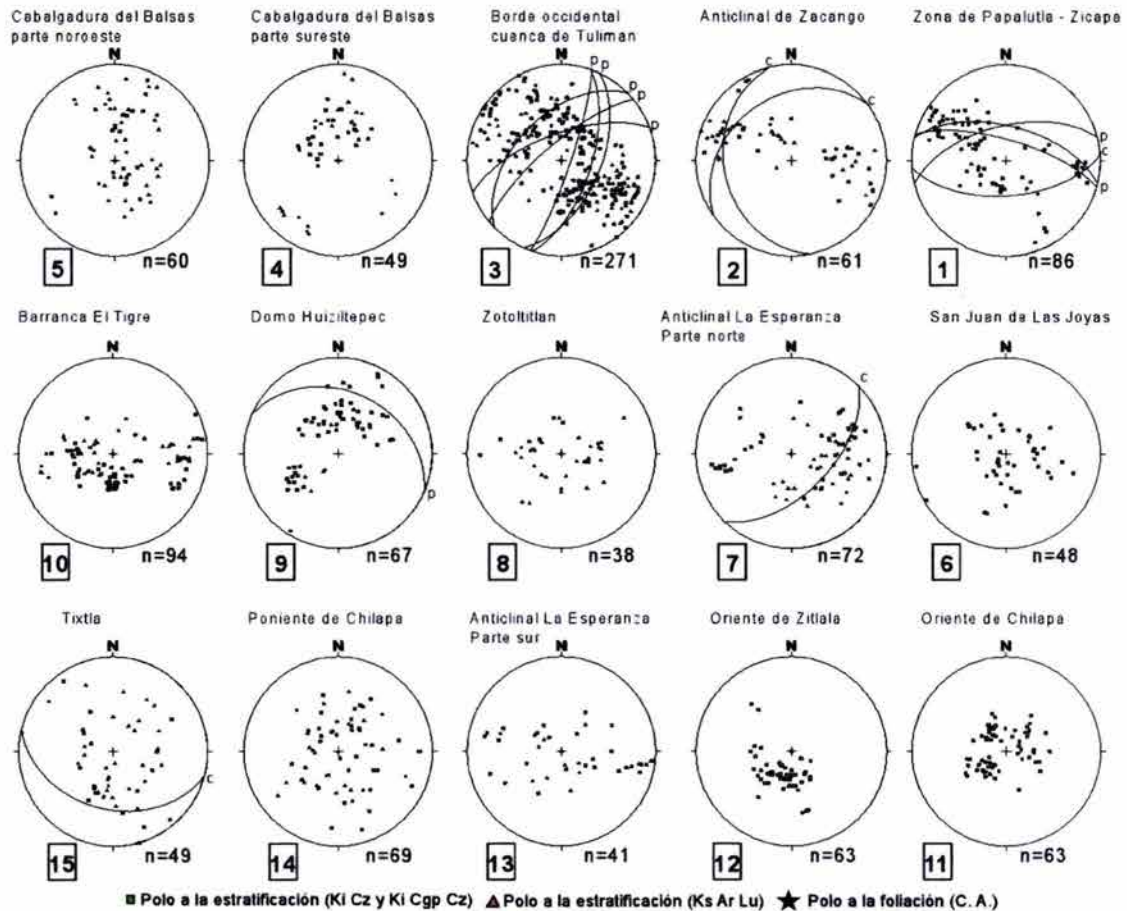 Cabalgadura del Balsas
parte noroeste
Cabalgadura del Balsas
parte sureste
Borde occidental
cuenca de Tuliman
Anticlinal de Zacango
Zona de Papalutla - Zicapa
N
N
N
N
N
p p
p
p
p
c
c
p
c
p
5
n=60
4
n=49
3
n=271
2
n=61
1
n=86
Barranca El Tigre
Domo Huiziltepec
Zotoltitlan
Anticlinal La Esperanza
Parte norte
San Juan de Las Joyas
N
N
N
N
N
p
c
10
n=94
9
n=67
8
n=38
7
n=72
6
n=48
Tixtla
Poniente de Chilapa
Anticlinal La Esperanza
Parte sur
Oriente de Zitlala
Oriente de Chilapa
N
N
N
N
N
c
15
n=49
14
n=69
13
n=41
12
n=63
11
n=63
Polo a la estratificación (Ki Cz y Ki Cgp Cz) Polo a la estratificación (Ks Ar Lu) Polo a la foliación (C. A.)